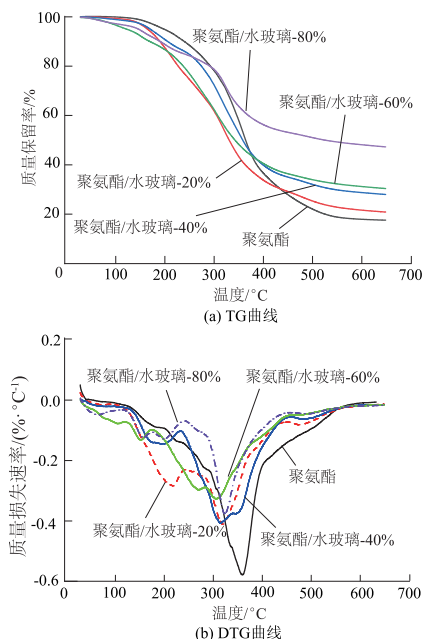 100
聚氨酯/水玻璃-80%
80
聚氨酯/水玻璃-60%
60
质量保留率/%
40
聚氨酯/水玻璃-20%
聚氨酯/水玻璃-40%
20
聚氨酯
0 100 200 300 400 500 600 700
温度/°C
(a) TG曲线
0.2
聚氨酯/水玻璃-80% 聚氨酯/水玻璃-60%
0.0
质量损失速率/(%·°C⁻¹)
-0.2
聚氨酯
-0.4
聚氨酯/水玻璃-20%
聚氨酯/水玻璃-40%
-0.6
0 100 200 300 400 500 600 700
温度/°C
(b) DTG曲线